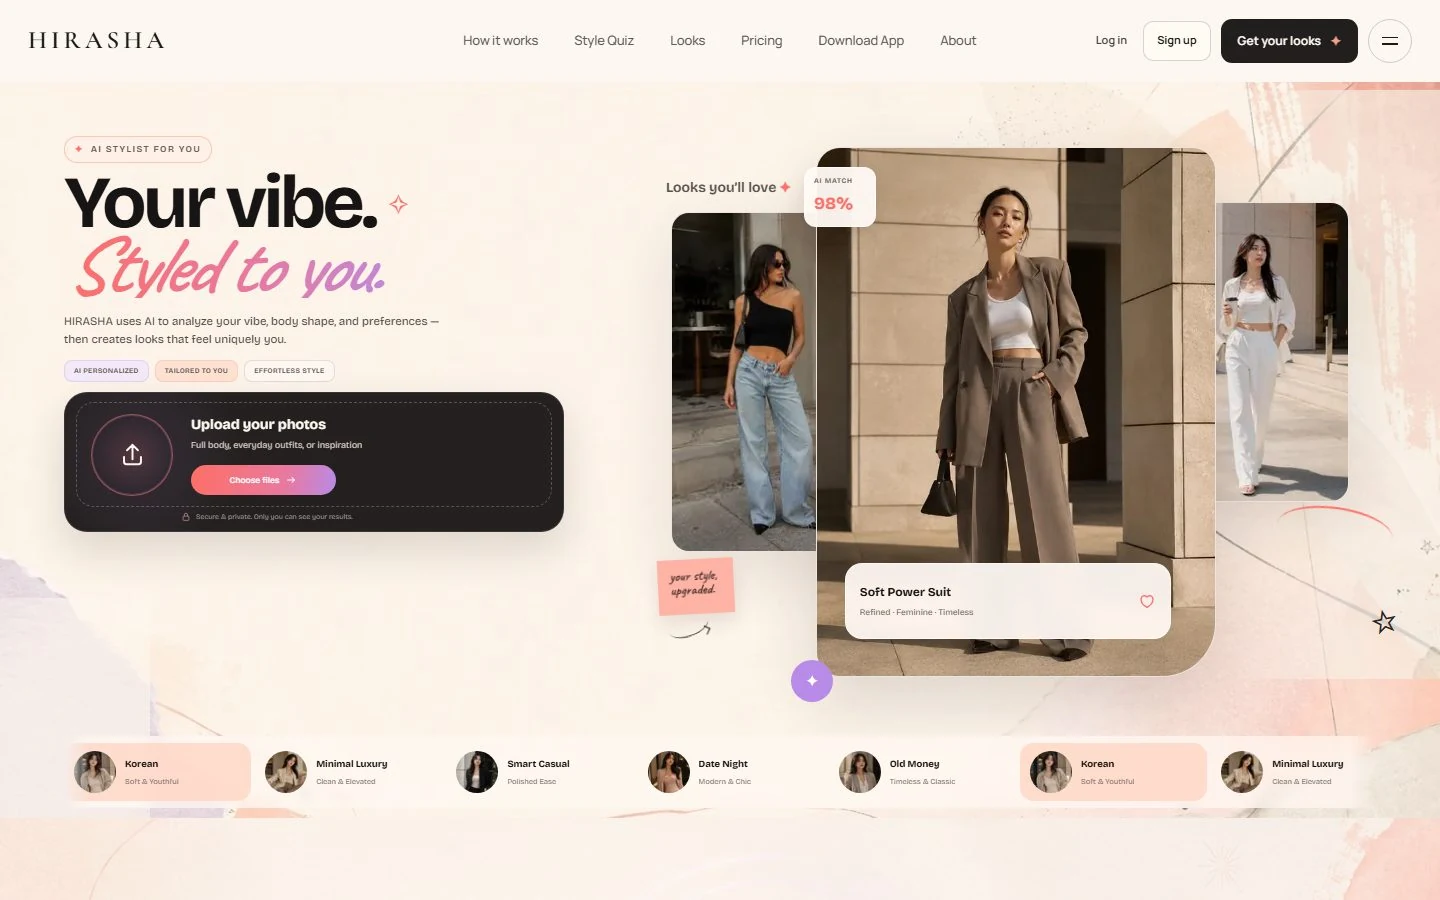 HIRASHA
How it works
Style Quiz
Looks
Pricing
Download App
About
Log in
Sign up
Get your looks
AI STYLIST FOR YOU
Your vibe.
Styled to you.
HIRASHA uses AI to analyze your vibe, body shape, and preferences —
then creates looks that feel uniquely you.
AI PERSONALIZED
TAILORED TO YOU
EFFORTLESS STYLE
Upload your photos
Full body, everyday outfits, or inspiration
Choose files →
Secure & private. Only you can see your results.
Looks you'll love
AI MATCH
98%
Soft Power Suit
Refined · Feminine · Timeless
your style,
upgraded.
Korean
Soft & Youthful
Minimal Luxury
Clean & Elevated
Smart Casual
Polished Ease
Date Night
Modern & Chic
Old Money
Timeless & Classic
Korean
Soft & Youthful
Minimal Luxury
Clean & Elevated